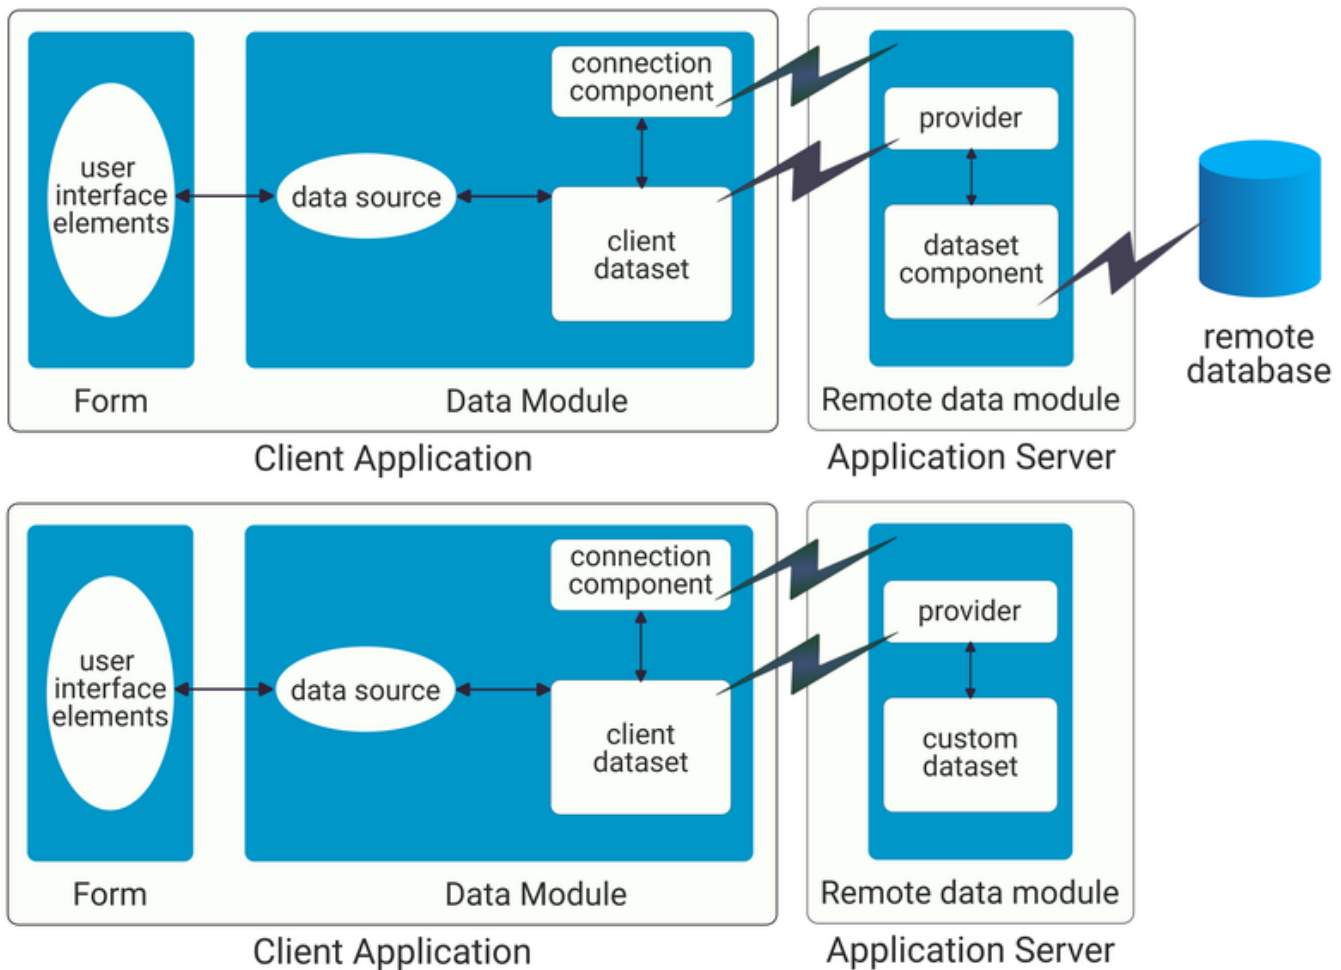 connection
component
provider
user
interface
elements
data source
client
dataset
dataset
component
remote
database
Form
Data Module
Remote data module
Client Application
Application Server
connection
component
provider
user
interface
elements
data source
client
dataset
custom
dataset
Form
Data Module
Remote data module
Client Application
Application Server